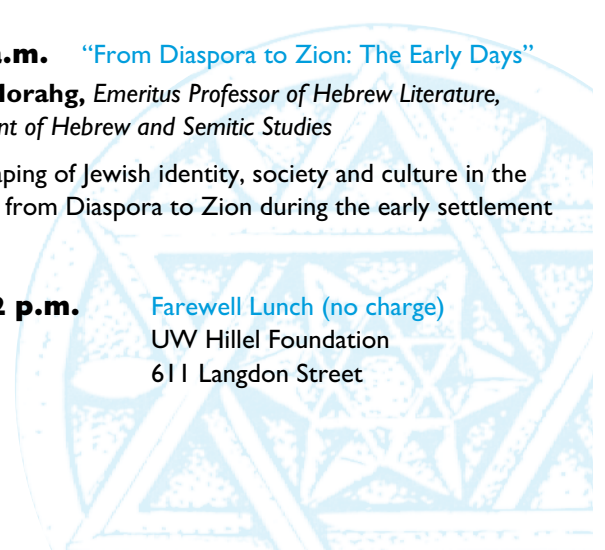 a.m. “From Diaspora to Zion: The Early Days”
Morahg, Emeritus Professor of Hebrew Literature,
nt of Hebrew and Semitic Studies
aping of Jewish identity, society and culture in the
from Diaspora to Zion during the early settlement
2 p.m. Farewell Lunch (no charge)
UW Hillel Foundation
611 Langdon Street